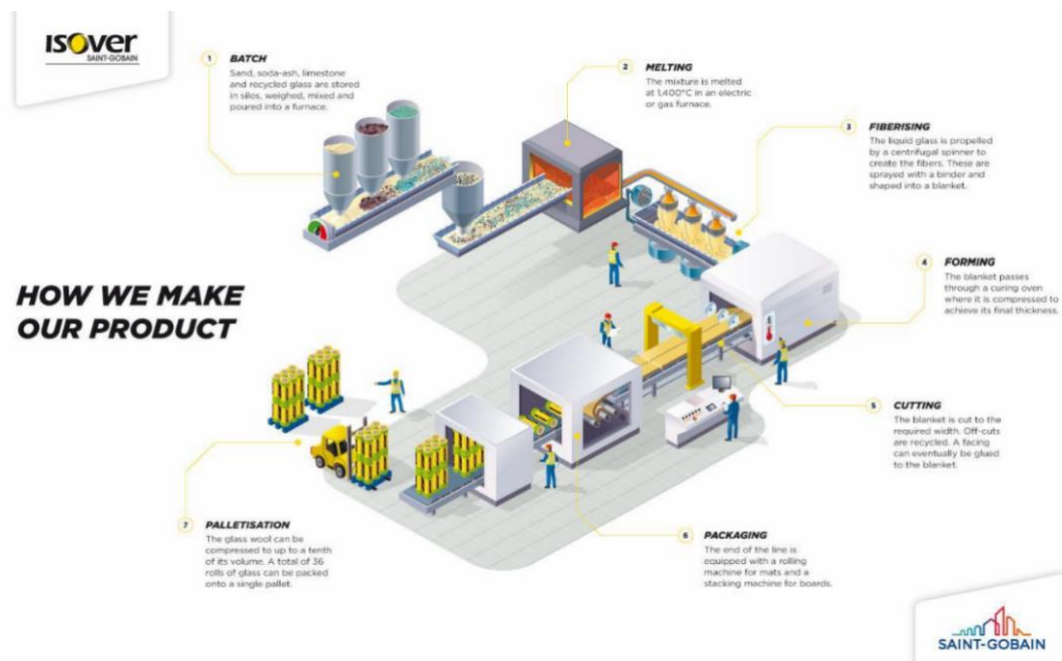 ISOVER
SAINT-GOBAIN
1
BATCH
Sand, soda-ash, limestone
and recycled glass are stored
in silos, weighed, mixed and
poured into a furnace.
2
MELTING
The mixture is melted
at 1,400°C in an electric
or gas furnace.
3
FIBERISING
The liquid glass is propelled
by a centrifugal spinner to
create the fibers. These are
sprayed with a binder and
shaped into a blanket.
4
FORMING
The blanket passes
through a curing oven
where it is compressed to
achieve its final thickness.
HOW WE MAKE
OUR PRODUCT
5
CUTTING
The blanket is cut to the
required width. Off-cuts
are recycled. A facing
can eventually be glued
to the blanket.
6
PACKAGING
The end of the line is
equipped with a rolling
machine for mats and a
stacking machine for boards.
7
PALLETISATION
The glass wool can be
compressed to up to a tenth
of its volume. A total of 36
rolls of glass can be packed
onto a single pallet.
SAINT-GOBAIN